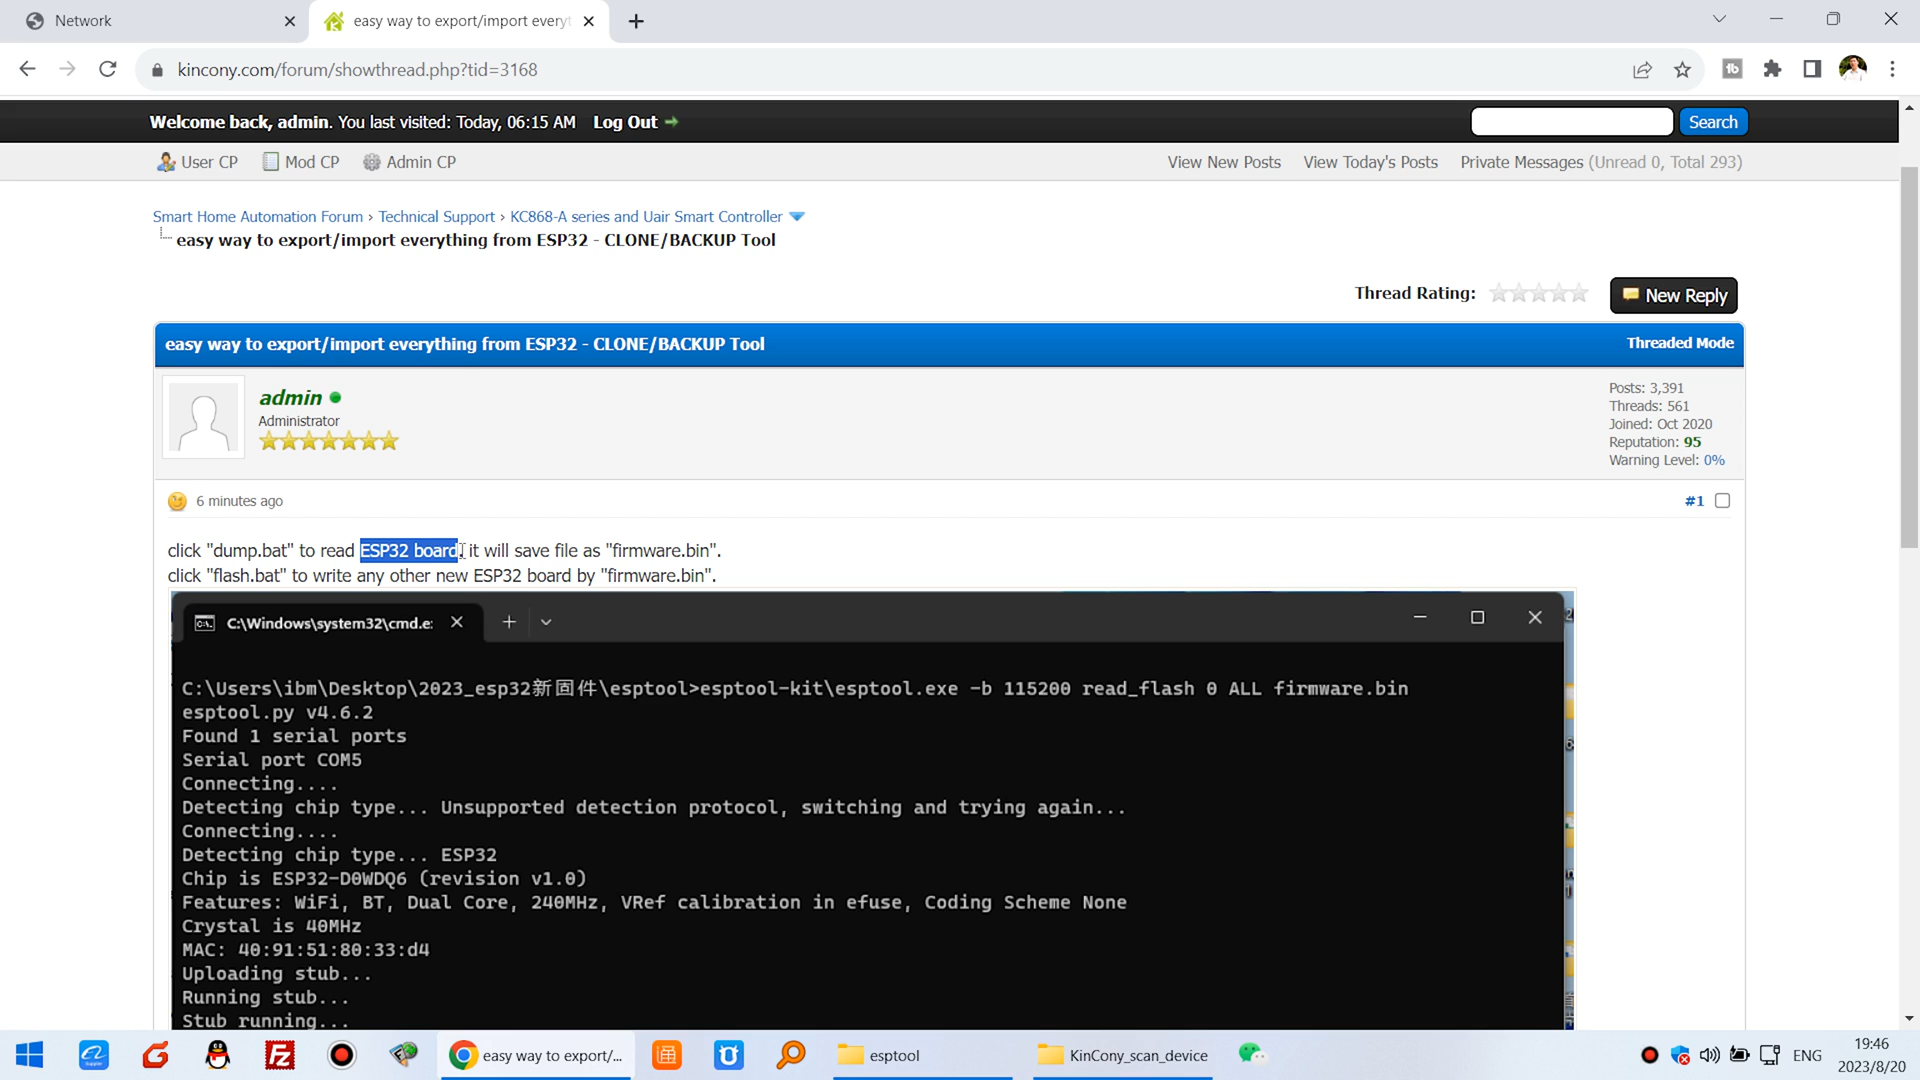 Network
easy way to export/import everyt
kincony.com/forum/showthread.php?tid=3168
Welcome back, admin. You last visited: Today, 06:15 AM Log Out
Search
User CP Mod CP Admin CP
View New Posts View Today's Posts Private Messages (Unread 0, Total 293)
Smart Home Automation Forum › Technical Support › KC868-A series and Uair Smart Controller
easy way to export/import everything from ESP32 - CLONE/BACKUP Tool
Thread Rating:
New Reply
easy way to export/import everything from ESP32 - CLONE/BACKUP Tool
Threaded Mode
admin
Administrator
Posts: 3,391
Threads: 561
Joined: Oct 2020
Reputation: 95
Warning Level: 0%
6 minutes ago
#1
click "dump.bat" to read ESP32 board, it will save file as "firmware.bin".
click "flash.bat" to write any other new ESP32 board by "firmware.bin".
C:\Windows\system32\cmd.e:
C:\Users\ibm\Desktop\2023_esp32新固件\esptool>esptool-kit\esptool.exe -b 115200 read_flash 0 ALL firmware.bin
esptool.py v4.6.2
Found 1 serial ports
Serial port COM5
Connecting....
Detecting chip type... Unsupported detection protocol, switching and trying again...
Connecting....
Detecting chip type... ESP32
Chip is ESP32-D0WDQ6 (revision v1.0)
Features: WiFi, BT, Dual Core, 240MHz, VRef calibration in efuse, Coding Scheme None
Crystal is 40MHz
MAC: 40:91:51:80:33:d4
Uploading stub...
Running stub...
Stub running...
easy way to export/...
esptool
KinCony_scan_device
ENG
19:46
2023/8/20